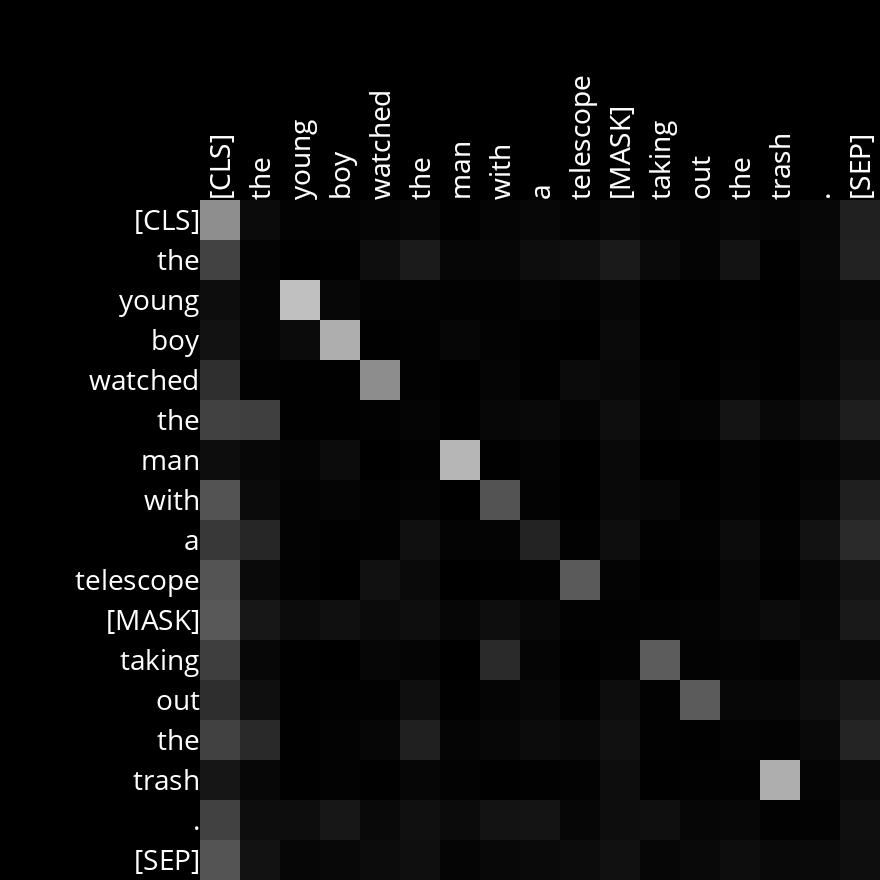 [CLS] the young boy watched the man with a telescope [MASK] taking out the trash . [SEP]
[CLS]
the
young
boy
watched
the
man
with
a
telescope
[MASK]
taking
out
the
trash
.
[SEP]